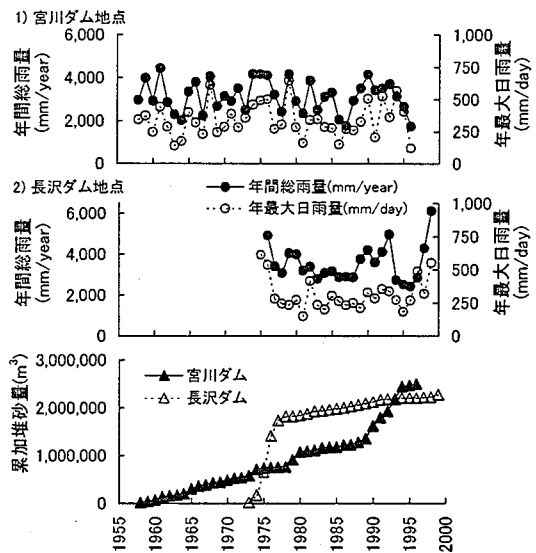 1) 宮川ダム地点
年間総雨量
(mm/year)
6,000
4,000
2,000
0
1,000
750
500
250
0
年最大日雨量
(mm/day)
2) 長沢ダム地点
年間総雨量(mm/year)
年最大日雨量(mm/day)
年間総雨量
(mm/year)
6,000
4,000
2,000
0
1,000
750
500
250
0
年最大日雨量
(mm/day)
累加堆砂量(m³)
3,000,000
2,000,000
1,000,000
0
宮川ダム
長沢ダム
1955
1960
1965
1970
1975
1980
1985
1990
1995
2000